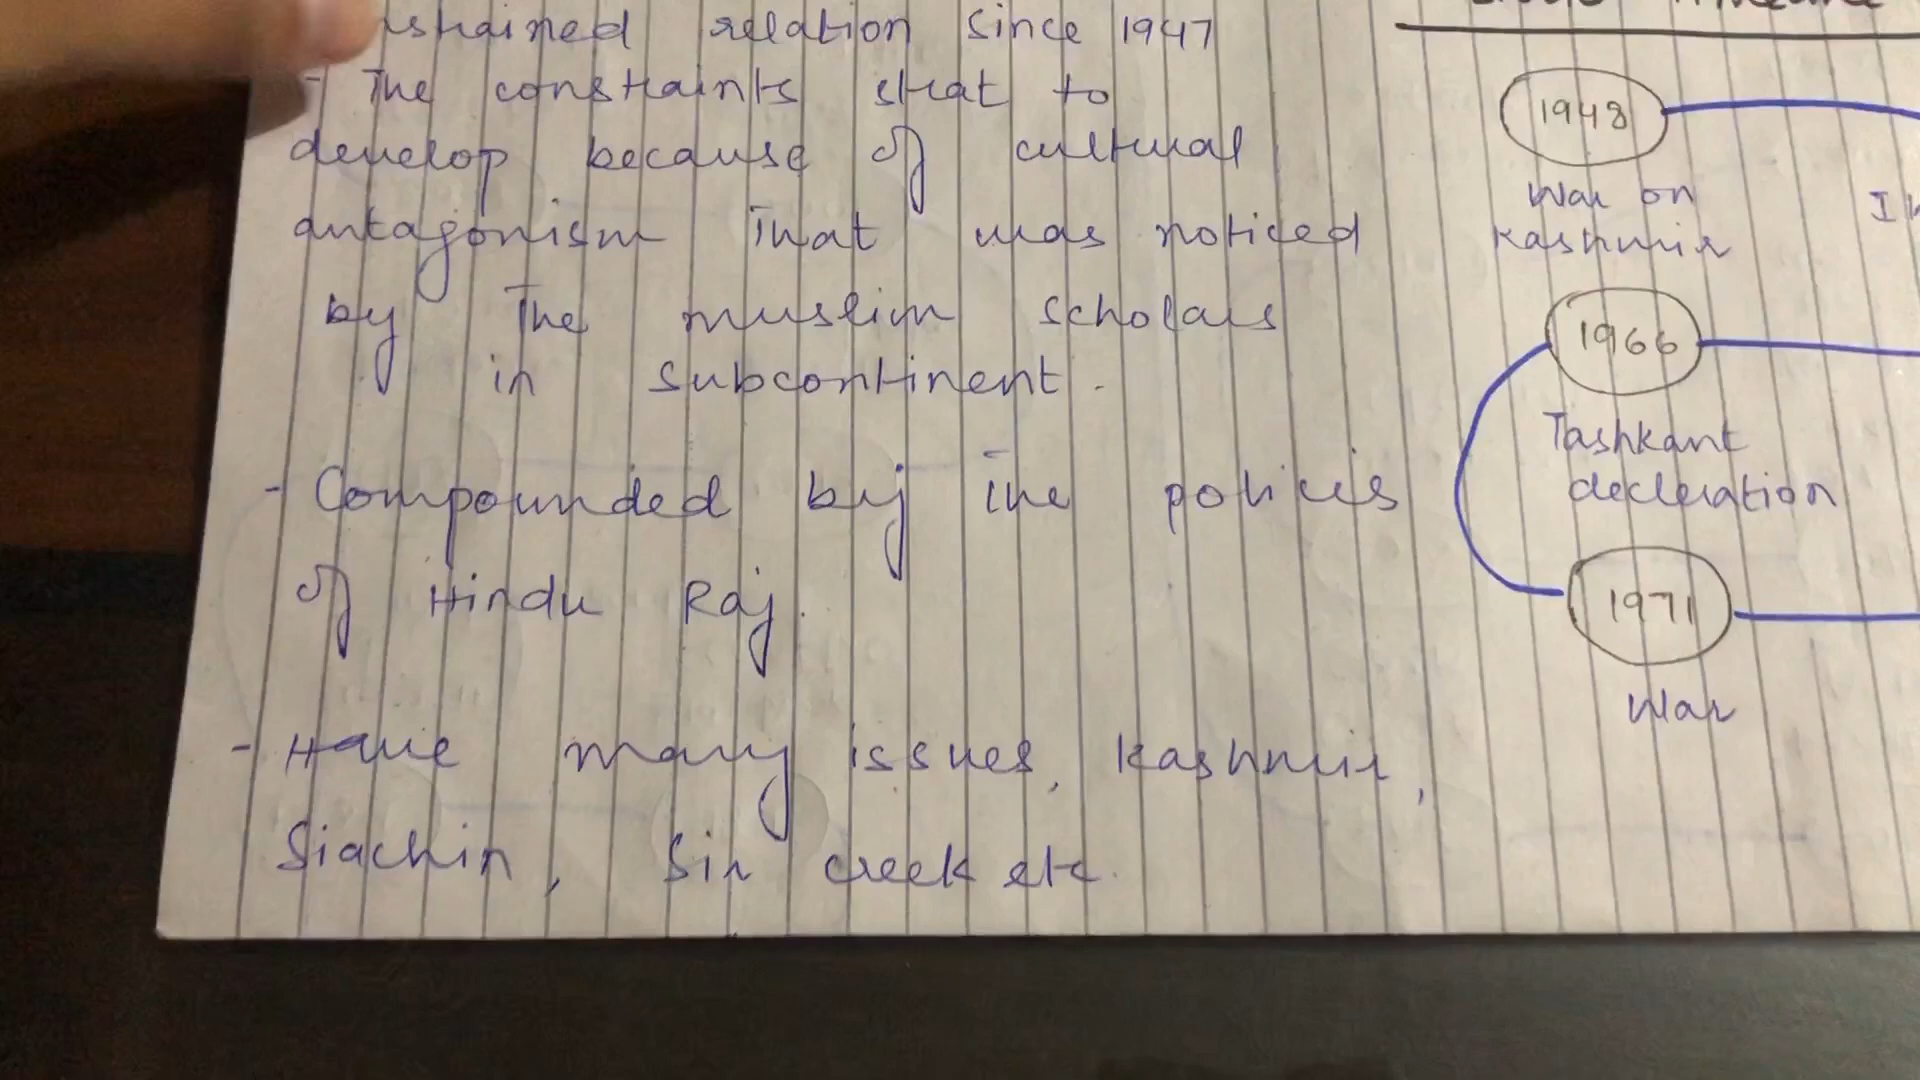 relation since 1947
- The constraints strat to
develop because of cultural
antagonism that was noticed
by the muslim scholars
in subcontinent.
- Compounded by the policies
of Hindu Raj.
- Have many issues, Kashmir,
Siachin, Sir creek etc.
1948
War on
Kashmir
1966
Tashkant
decleration
1971
War